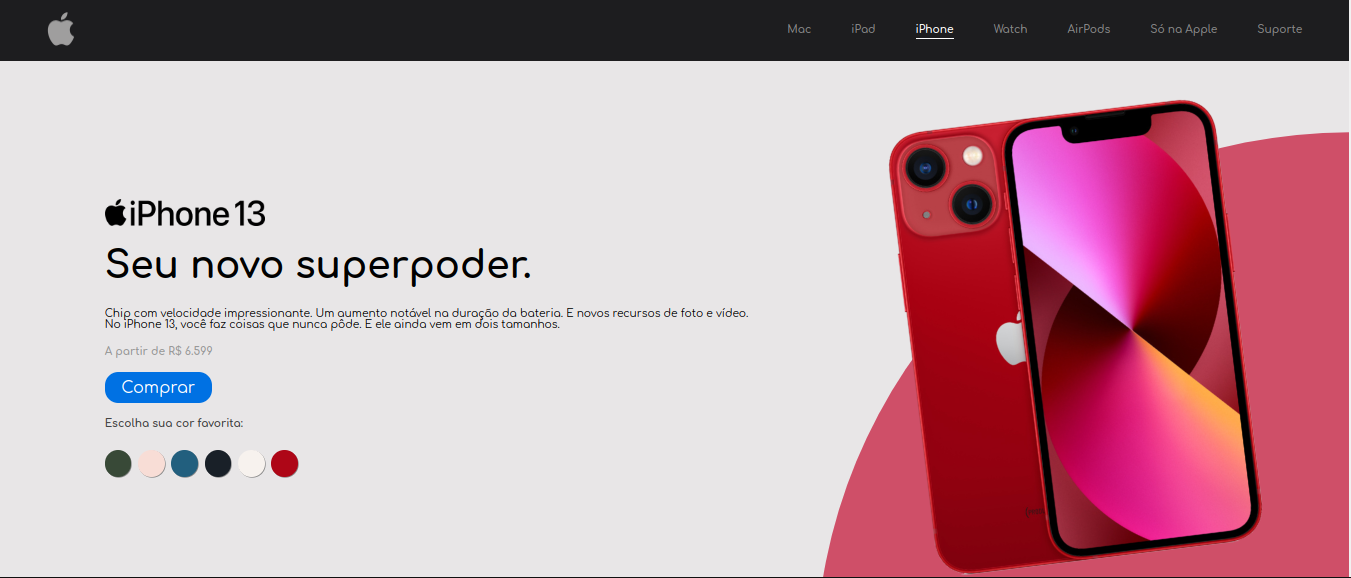 Mac iPad iPhone Watch AirPods Só na Apple Suporte
iPhone 13
Seu novo superpoder.
Chip com velocidade impressionante. Um aumento notável na duração da bateria. E novos recursos de foto e vídeo.
No iPhone 13, você faz coisas que nunca pôde. E ele ainda vem em dois tamanhos.
A partir de R$ 6.599
Comprar
Escolha sua cor favorita: